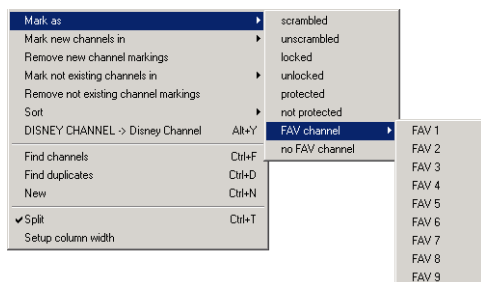 Mark as
Mark new channels in
Remove new channel markings
Mark not existing channels in
Remove not existing channel markings
Sort
DISNEY CHANNEL -> Disney Channel Alt+Y
Find channels Ctrl+F
Find duplicates Ctrl+D
New Ctrl+N
Split Ctrl+T
Setup column width
scrambled
unscrambled
locked
unlocked
protected
not protected
FAV channel
no FAV channel
FAV 1
FAV 2
FAV 3
FAV 4
FAV 5
FAV 6
FAV 7
FAV 8
FAV 9